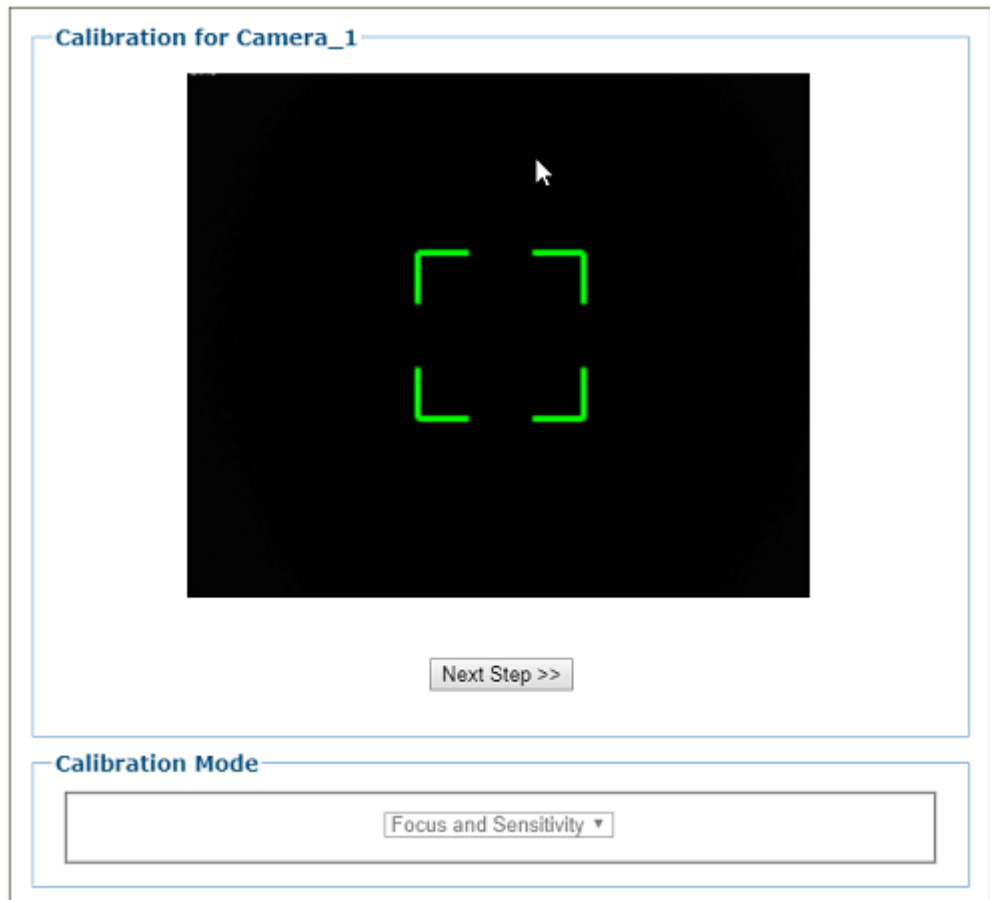 Calibration for Camera_1
Next Step >>
Calibration Mode
Focus and Sensitivity